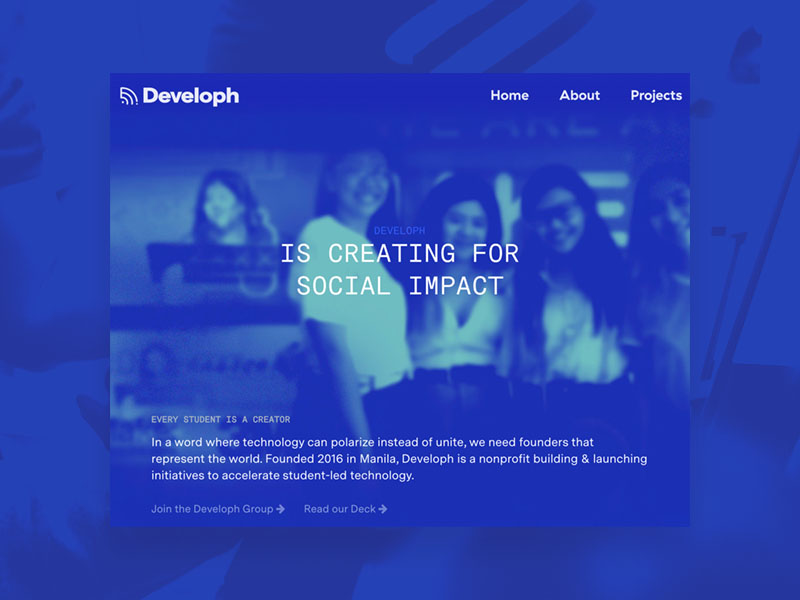 Developh
Home About Projects
DEVELOPH
IS CREATING FOR
SOCIAL IMPACT
EVERY STUDENT IS A CREATOR
In a word where technology can polarize instead of unite, we need founders that
represent the world. Founded 2016 in Manila, Developh is a nonprofit building & launching
initiatives to accelerate student-led technology.
Join the Developh Group → Read our Deck →